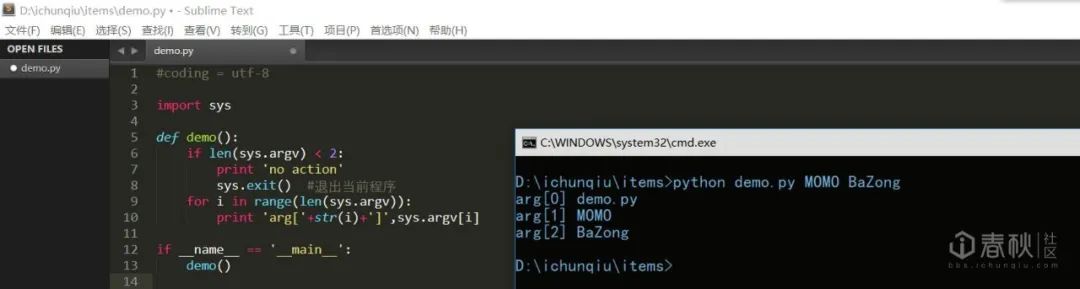 D:\ichunqiu\items\demo.py • - Sublime Text
文件(F) 编辑(E) 选择(S) 查找(I) 查看(V) 转到(G) 工具(T) 项目(P) 首选项(N) 帮助(H)
OPEN FILES
demo.py
demo.py
1 #coding = utf-8
2
3 import sys
4
5 def demo():
6 if len(sys.argv) < 2:
7 print 'no action'
8 sys.exit() #退出当前程序
9 for i in range(len(sys.argv)):
10 print 'arg['+str(i)+']',sys.argv[i]
11
12 if __name__ == '__main__':
13 demo()
14
C:\WINDOWS\system32\cmd.exe
D:\ichunqiu\items>python demo.py MOMO BaZong
arg[0] demo.py
arg[1] MOMO
arg[2] BaZong
D:\ichunqiu\items>
春秋 社区
bbs.ichunqiu.com